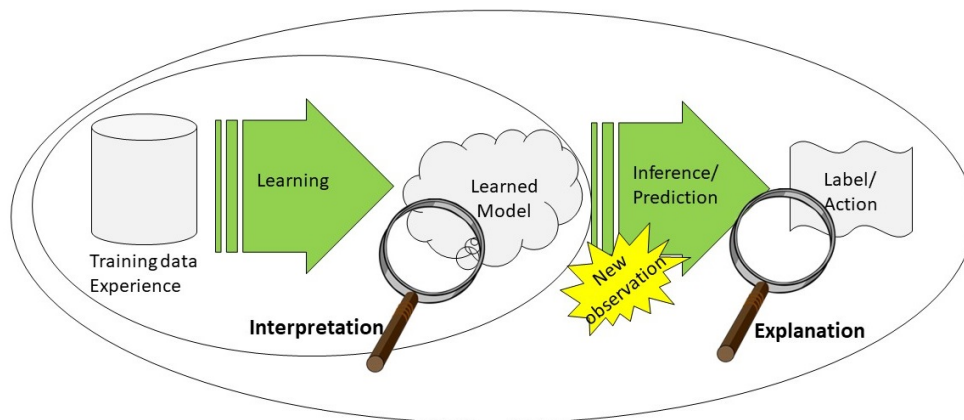 Training data
Experience
Learning
Learned
Model
Interpretation
Inference/
Prediction
New
observation
Label/
Action
Explanation